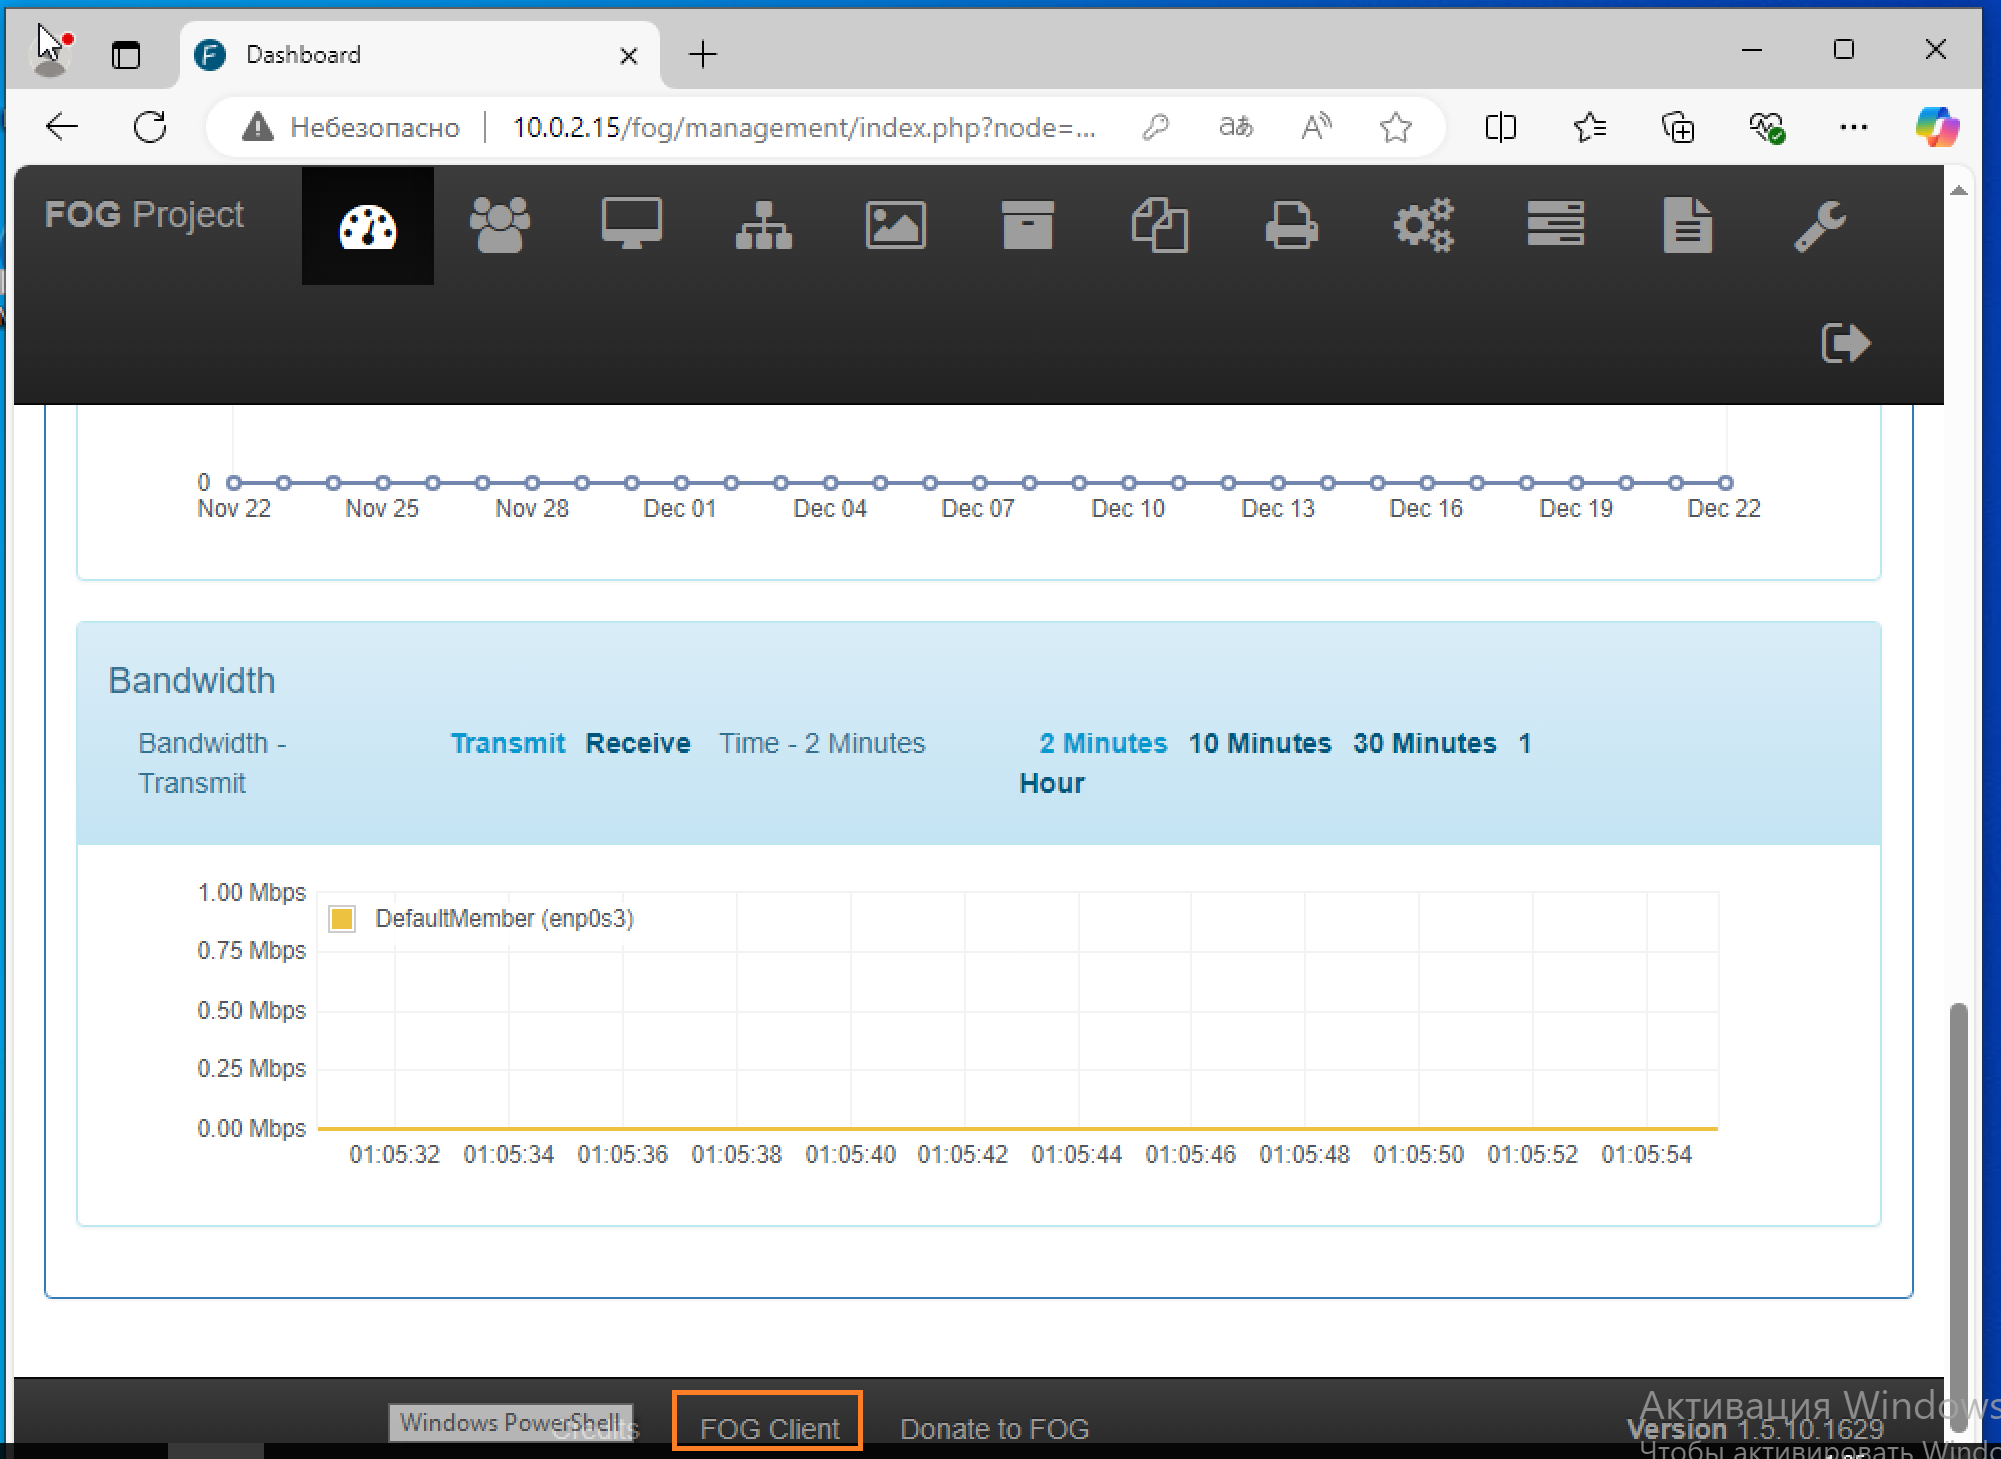 Dashboard
Небезопасно
10.0.2.15/fog/management/index.php?node=...
FOG Project
0
Nov 22 Nov 25 Nov 28 Dec 01 Dec 04 Dec 07 Dec 10 Dec 13 Dec 16 Dec 19 Dec 22
Bandwidth
Bandwidth - Transmit Receive Time - 2 Minutes 2 Minutes 10 Minutes 30 Minutes 1
Transmit Hour
1.00 Mbps
DefaultMember (enp0s3)
0.75 Mbps
0.50 Mbps
0.25 Mbps
0.00 Mbps
01:05:32 01:05:34 01:05:36 01:05:38 01:05:40 01:05:42 01:05:44 01:05:46 01:05:48 01:05:50 01:05:52 01:05:54
Активация Windows
Windows PowerShell Credits FOG Client Donate to FOG Version 1.5.10.1629
Чтобы активировать Windo